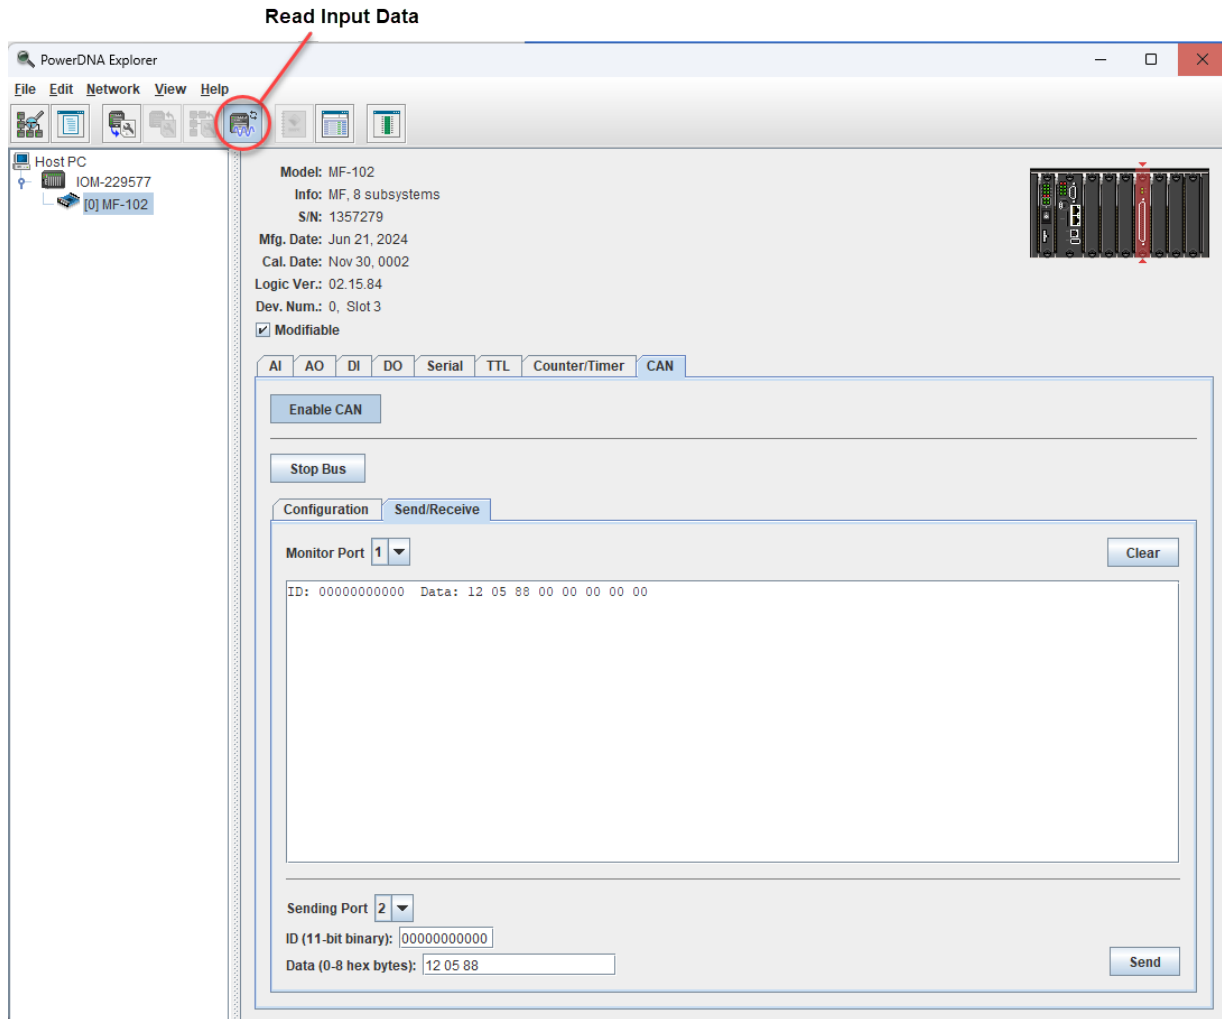 Read Input Data
PowerDNA Explorer
File Edit Network View Help
Host PC
IOM-229577
[0] MF-102
Model: MF-102
Info: MF, 8 subsystems
S/N: 1357279
Mfg. Date: Jun 21, 2024
Cal. Date: Nov 30, 0002
Logic Ver.: 02.15.84
Dev. Num.: 0, Slot 3
Modifiable
AI AO DI DO Serial TTL Counter/Timer CAN
Enable CAN
Stop Bus
Configuration Send/Receive
Monitor Port 1 Clear
ID: 00000000000 Data: 12 05 88 00 00 00 00 00
Sending Port 2
ID (11-bit binary): 00000000000
Data (0-8 hex bytes): 12 05 88
Send